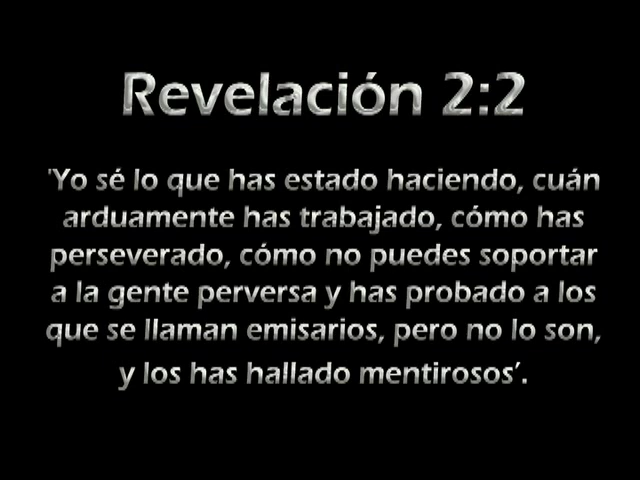 Revelación 2:2
'Yo sé lo que has estado haciendo, cuán
arduamente has trabajado, cómo has
perseverado, cómo no puedes soportar
a la gente perversa y has probado a los
que se llaman emisarios, pero no lo son,
y los has hallado mentirosos’.